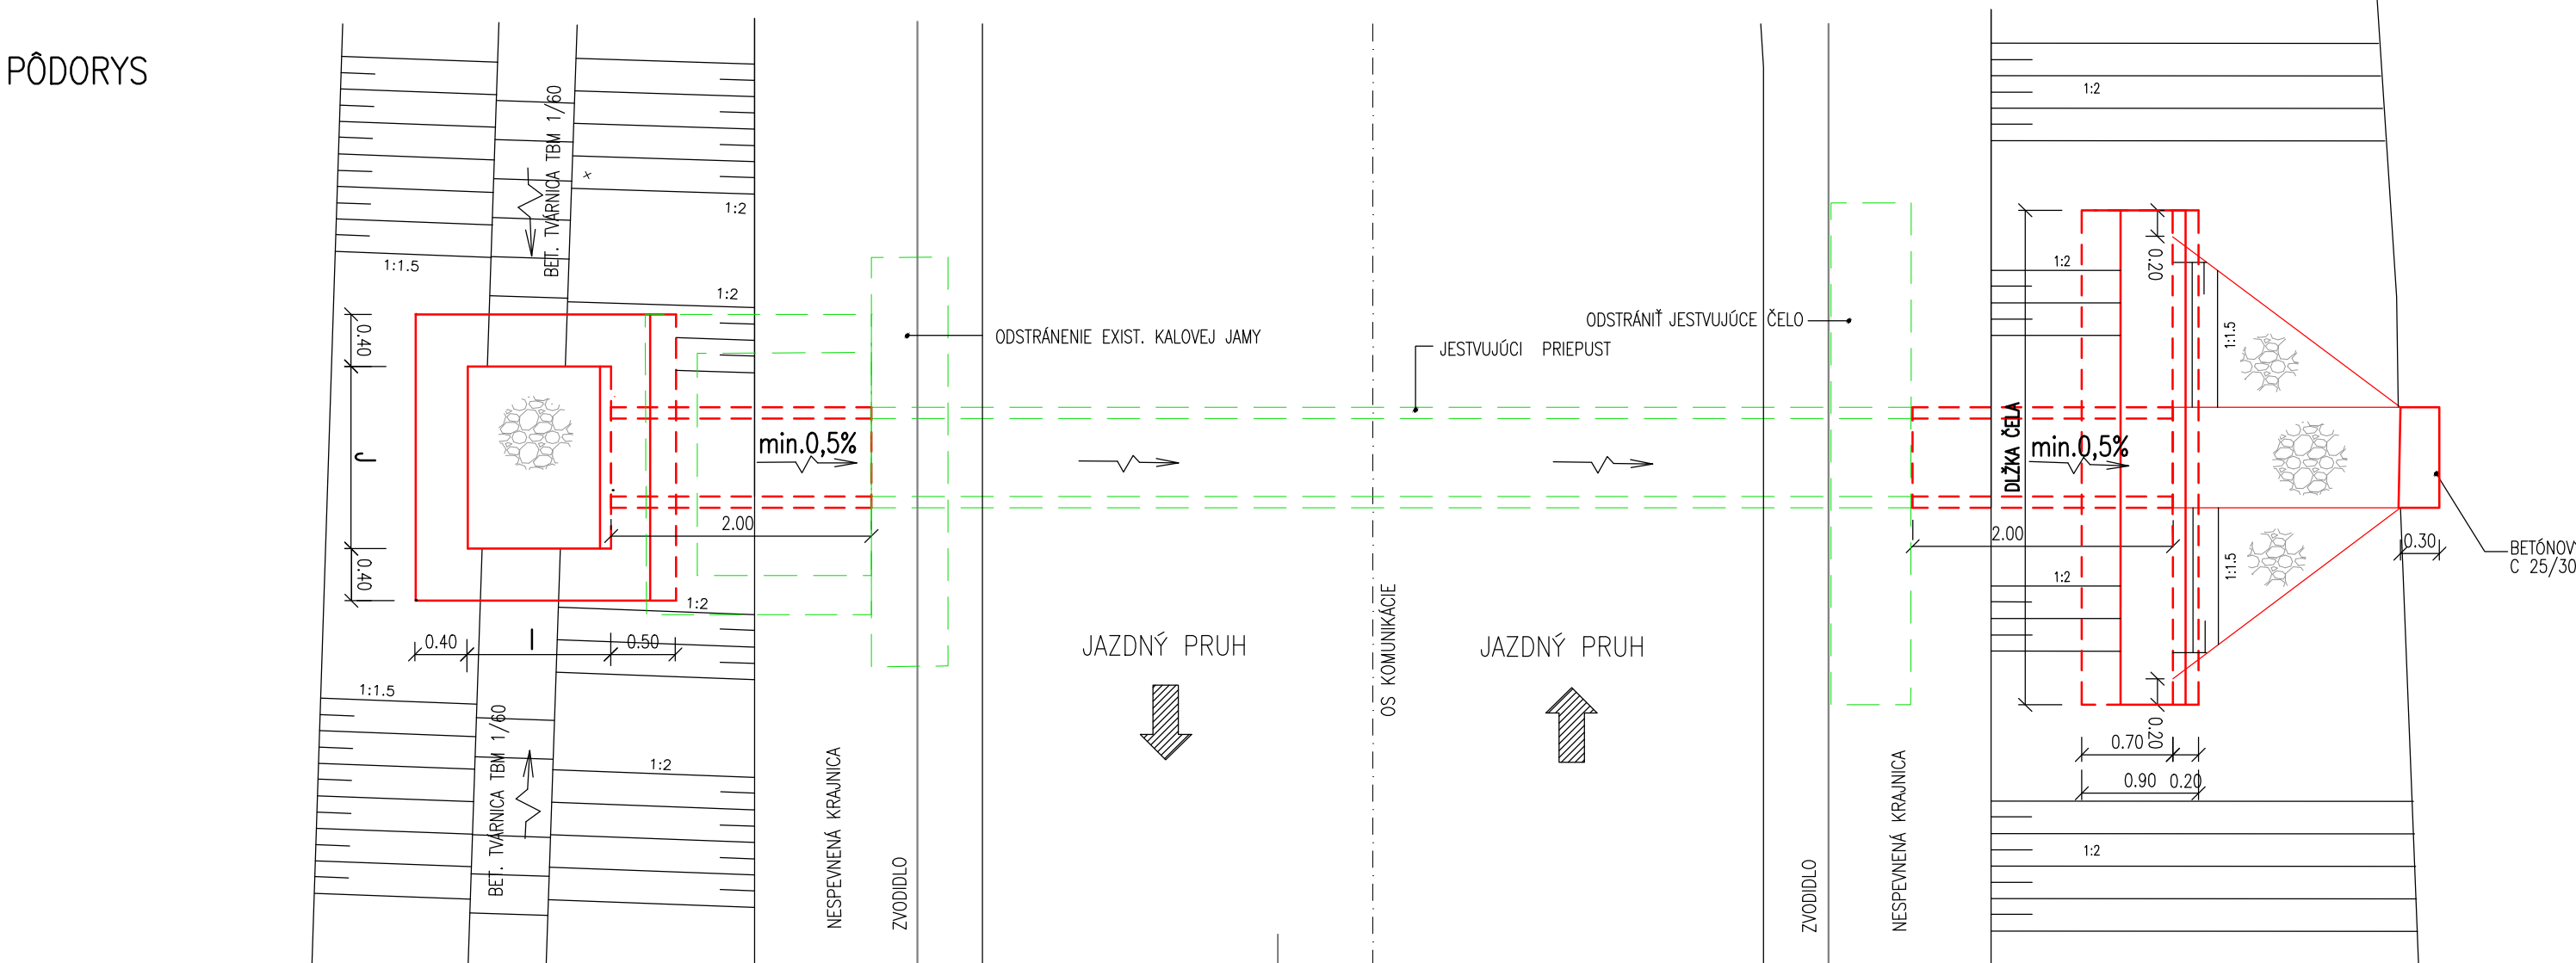 PÔDORYS
BET. TVÁRNICA TBM 1/60
x
1:2
1:1.5
1:2
0.40
J
0.40
min.0,5%
2.00
1:2
0.40
I
0.50
1:1.5
BET. TVÁRNICA TBM 1/60
1:2
NESPEVNENÁ KRAJNICA
ZVODIDLO
ODSTRÁNENIE EXIST. KALOVEJ JAMY
JAZDNÝ PRUH
OS KOMUNIKÁCIE
JESTVUJÚCI PRIEPUST
ODSTRÁNIŤ JESTVUJÚCE ČELO
JAZDNÝ PRUH
ZVODIDLO
NESPEVNENÁ KRAJNICA
1:2
1:2
0.20
1:1.5
DLŽKA ČELA
min.0,5%
2.00
1:2
1:1.5
0.30
BETÓNOV
C 25/30
0.20
0.70
0.90
0.20
1:2